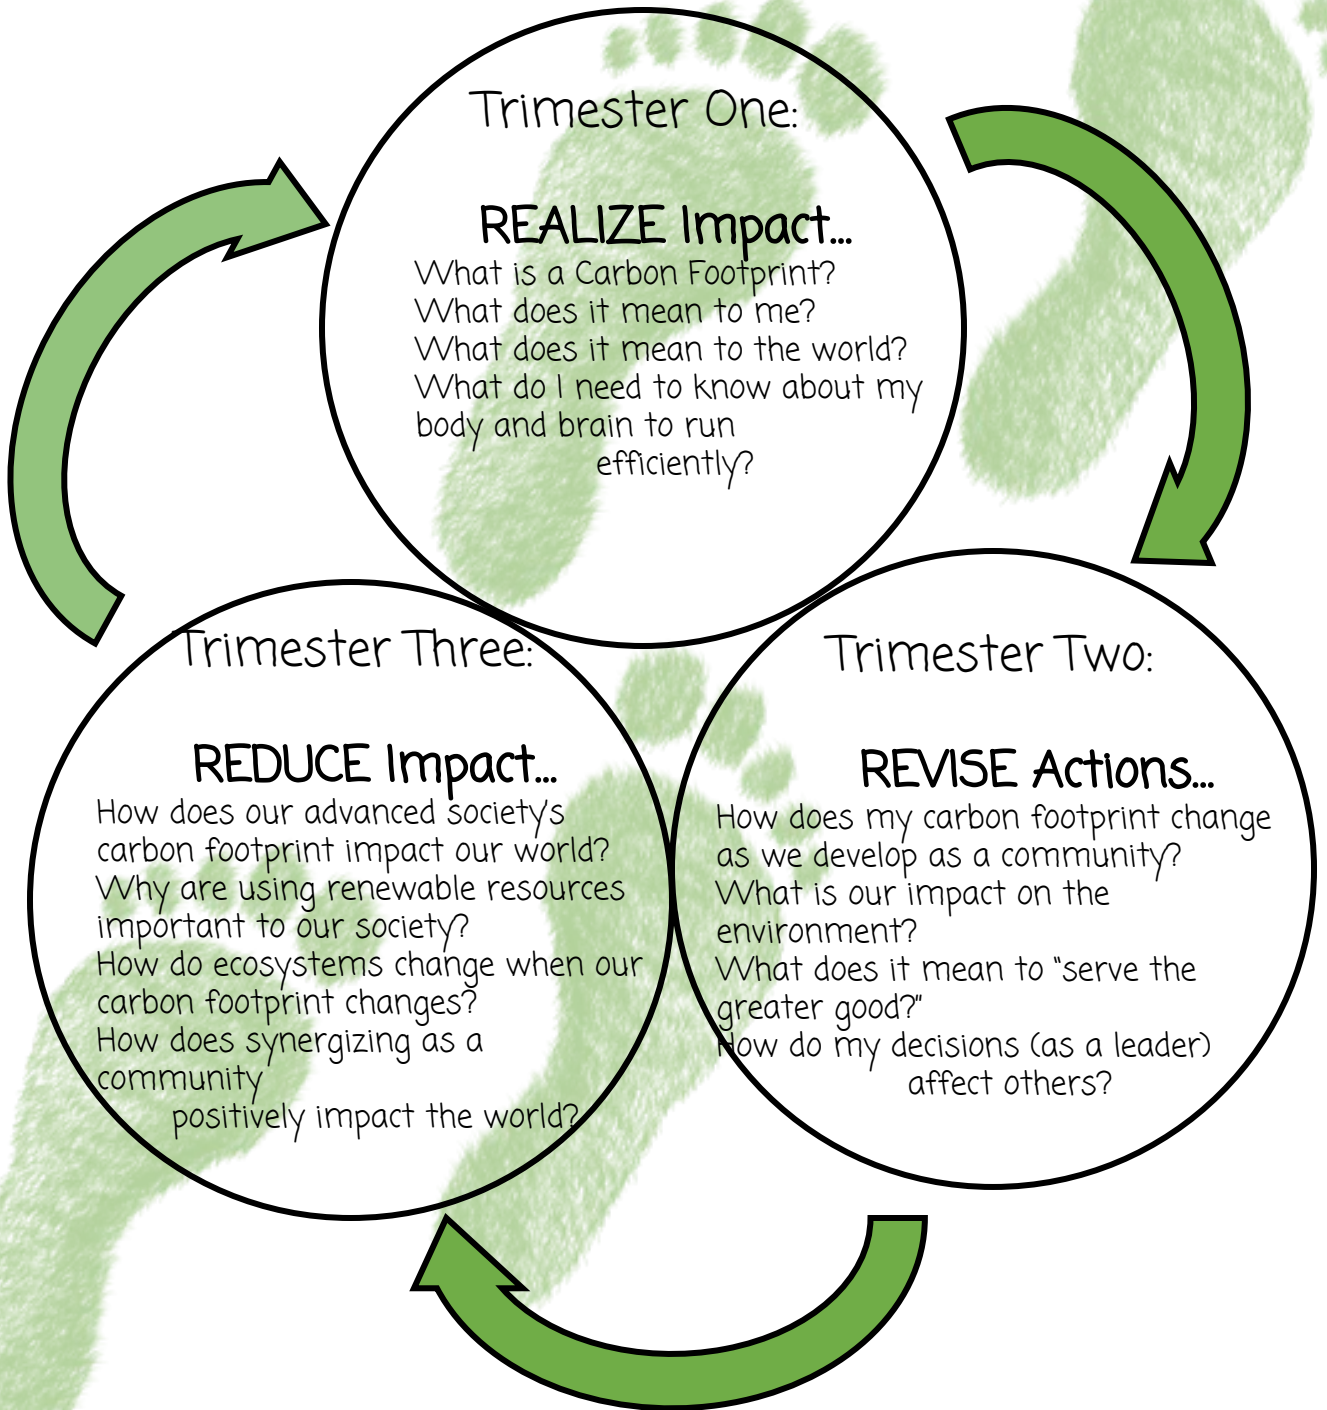 Trimester One:
REALIZE Impact...
What is a Carbon Footprint?
What does it mean to me?
What does it mean to the world?
What do I need to know about my
body and brain to run
efficiently?
Trimester Two:
REVISE Actions...
How does my carbon footprint change
as we develop as a community?
What is our impact on the
environment?
What does it mean to "serve the
greater good?"
How do my decisions (as a leader)
affect others?
Trimester Three:
REDUCE Impact...
How does our advanced society's
carbon footprint impact our world?
Why are using renewable resources
important to our society?
How do ecosystems change when our
carbon footprint changes?
How does synergizing as a
community
positively impact the world?